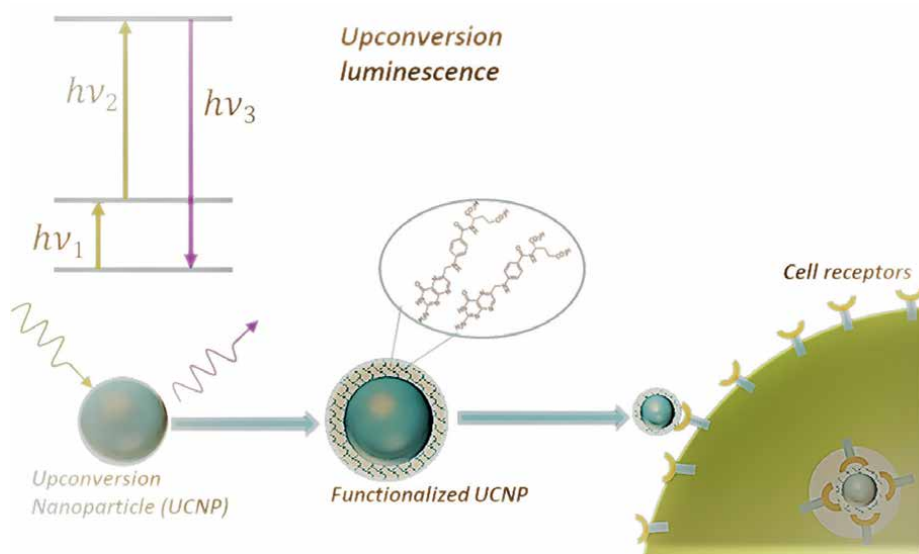 Upconversion
luminescence
hν₂
hν₃
hν₁
Cell receptors
Upconversion
Nanoparticle (UCNP)
Functionalized UCNP